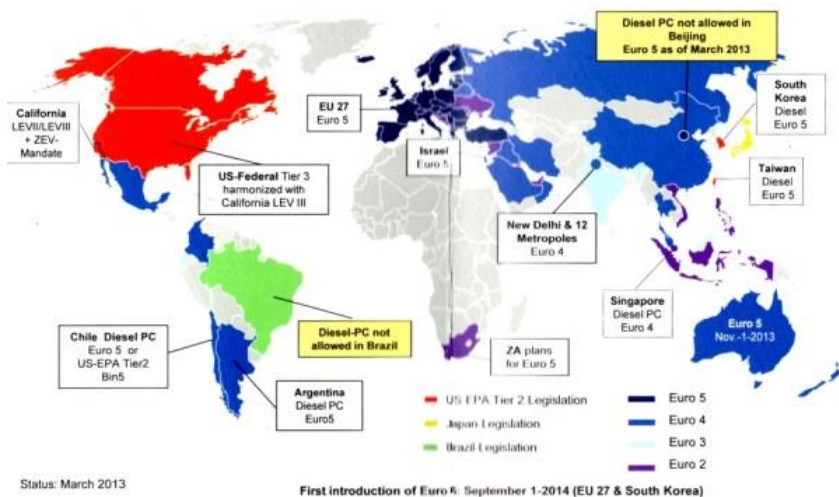 Diesel PC not allowed in
Beijing
Euro 5 as of March 2013
California
LEVII/LEVIII
+ ZEV-
Mandate
EU 27
Euro 5
South
Korea
Diesel
Euro 5
US-Federal Tier 3
harmonized with
California LEV III
Israel
Euro 5
Taiwan
Diesel
Euro 5
New Delhi & 12
Metropoles
Euro 4
Singapore
Diesel PC
Euro 4
Chile Diesel PC
Euro 5 or
US-EPA Tier2
Bin5
Diesel-PC not
allowed in Brazil
Argentina
Diesel PC
Euro5
ZA plans
for Euro 5
Euro 5
Nov.-1-2013
US EPA Tier 2 Legislation
Japan Legislation
Brazil-Legislation
Euro 5
Euro 4
Euro 3
Euro 2
Status: March 2013
First introduction of Euro 6: September 1-2014 (EU 27 & South Korea)